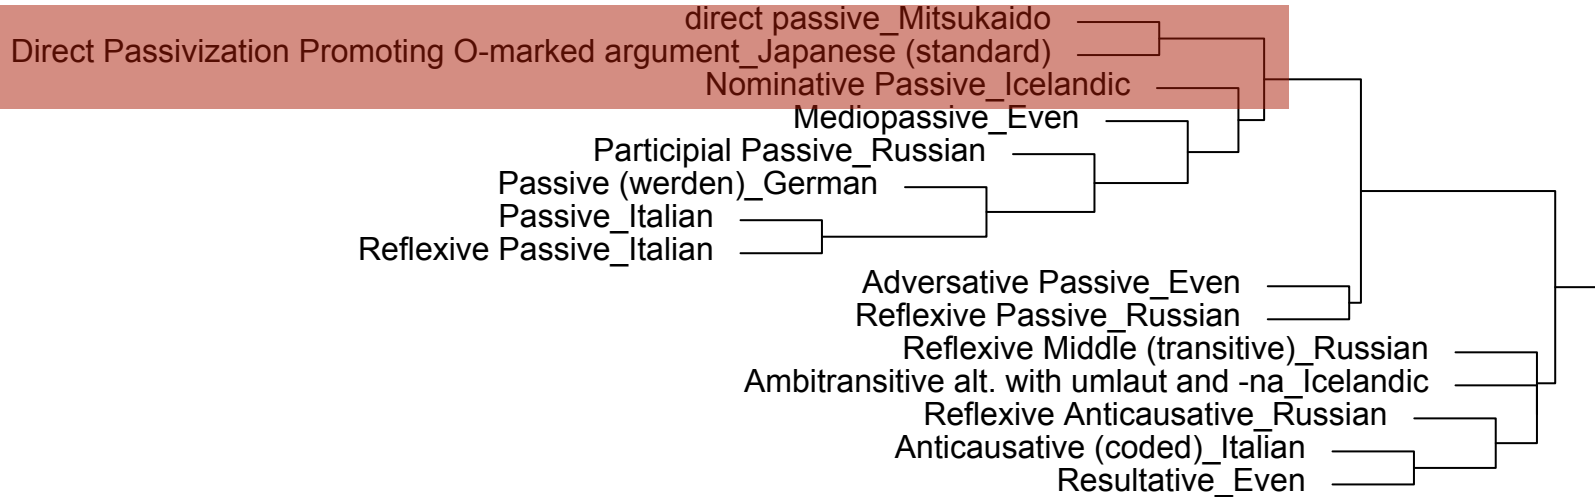 direct passive_Mitsukaido
Direct Passivization Promoting O-marked argument_Japanese (standard)
Nominative Passive_Icelandic
Mediopassive_Even
Participial Passive_Russian
Passive (werden)_German
Passive_Italian
Reflexive Passive_Italian
Adversative Passive_Even
Reflexive Passive_Russian
Reflexive Middle (transitive)_Russian
Ambitransitive alt. with umlaut and -na_Icelandic
Reflexive Anticausative_Russian
Anticausative (coded)_Italian
Resultative_Even